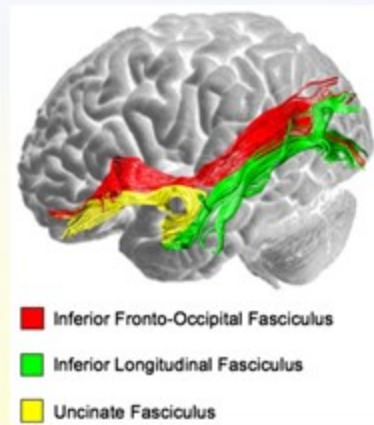 Inferior Fronto-Occipital Fasciculus
Inferior Longitudinal Fasciculus
Uncinate Fasciculus